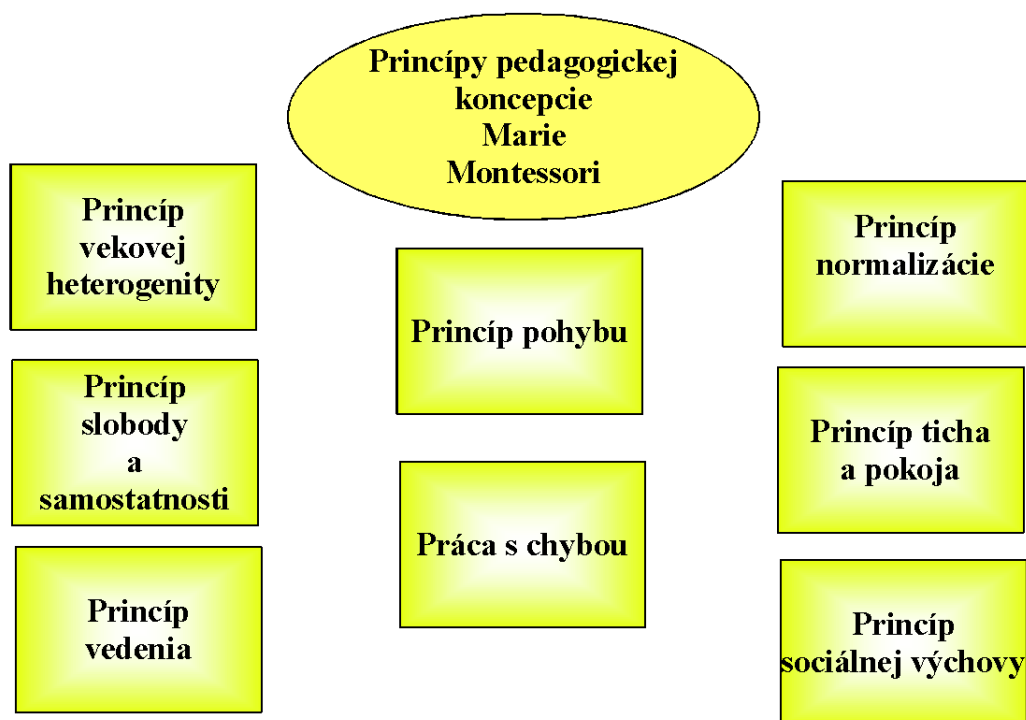 Princípy pedagogickej
koncepcie
Marie
Montessori
Princíp
vekovej
heterogenity
Princíp
slobody
a
samostatnosti
Princíp
vedenia
Princíp pohybu
Práca s chybou
Princíp
normalizácie
Princíp ticha
a pokoja
Princíp
sociálnej výchovy